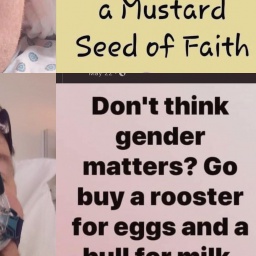 a Mustard
Seed of Faith
May 22
Don't think
gender
matters? Go
buy a rooster
for eggs and a
bull for milk.